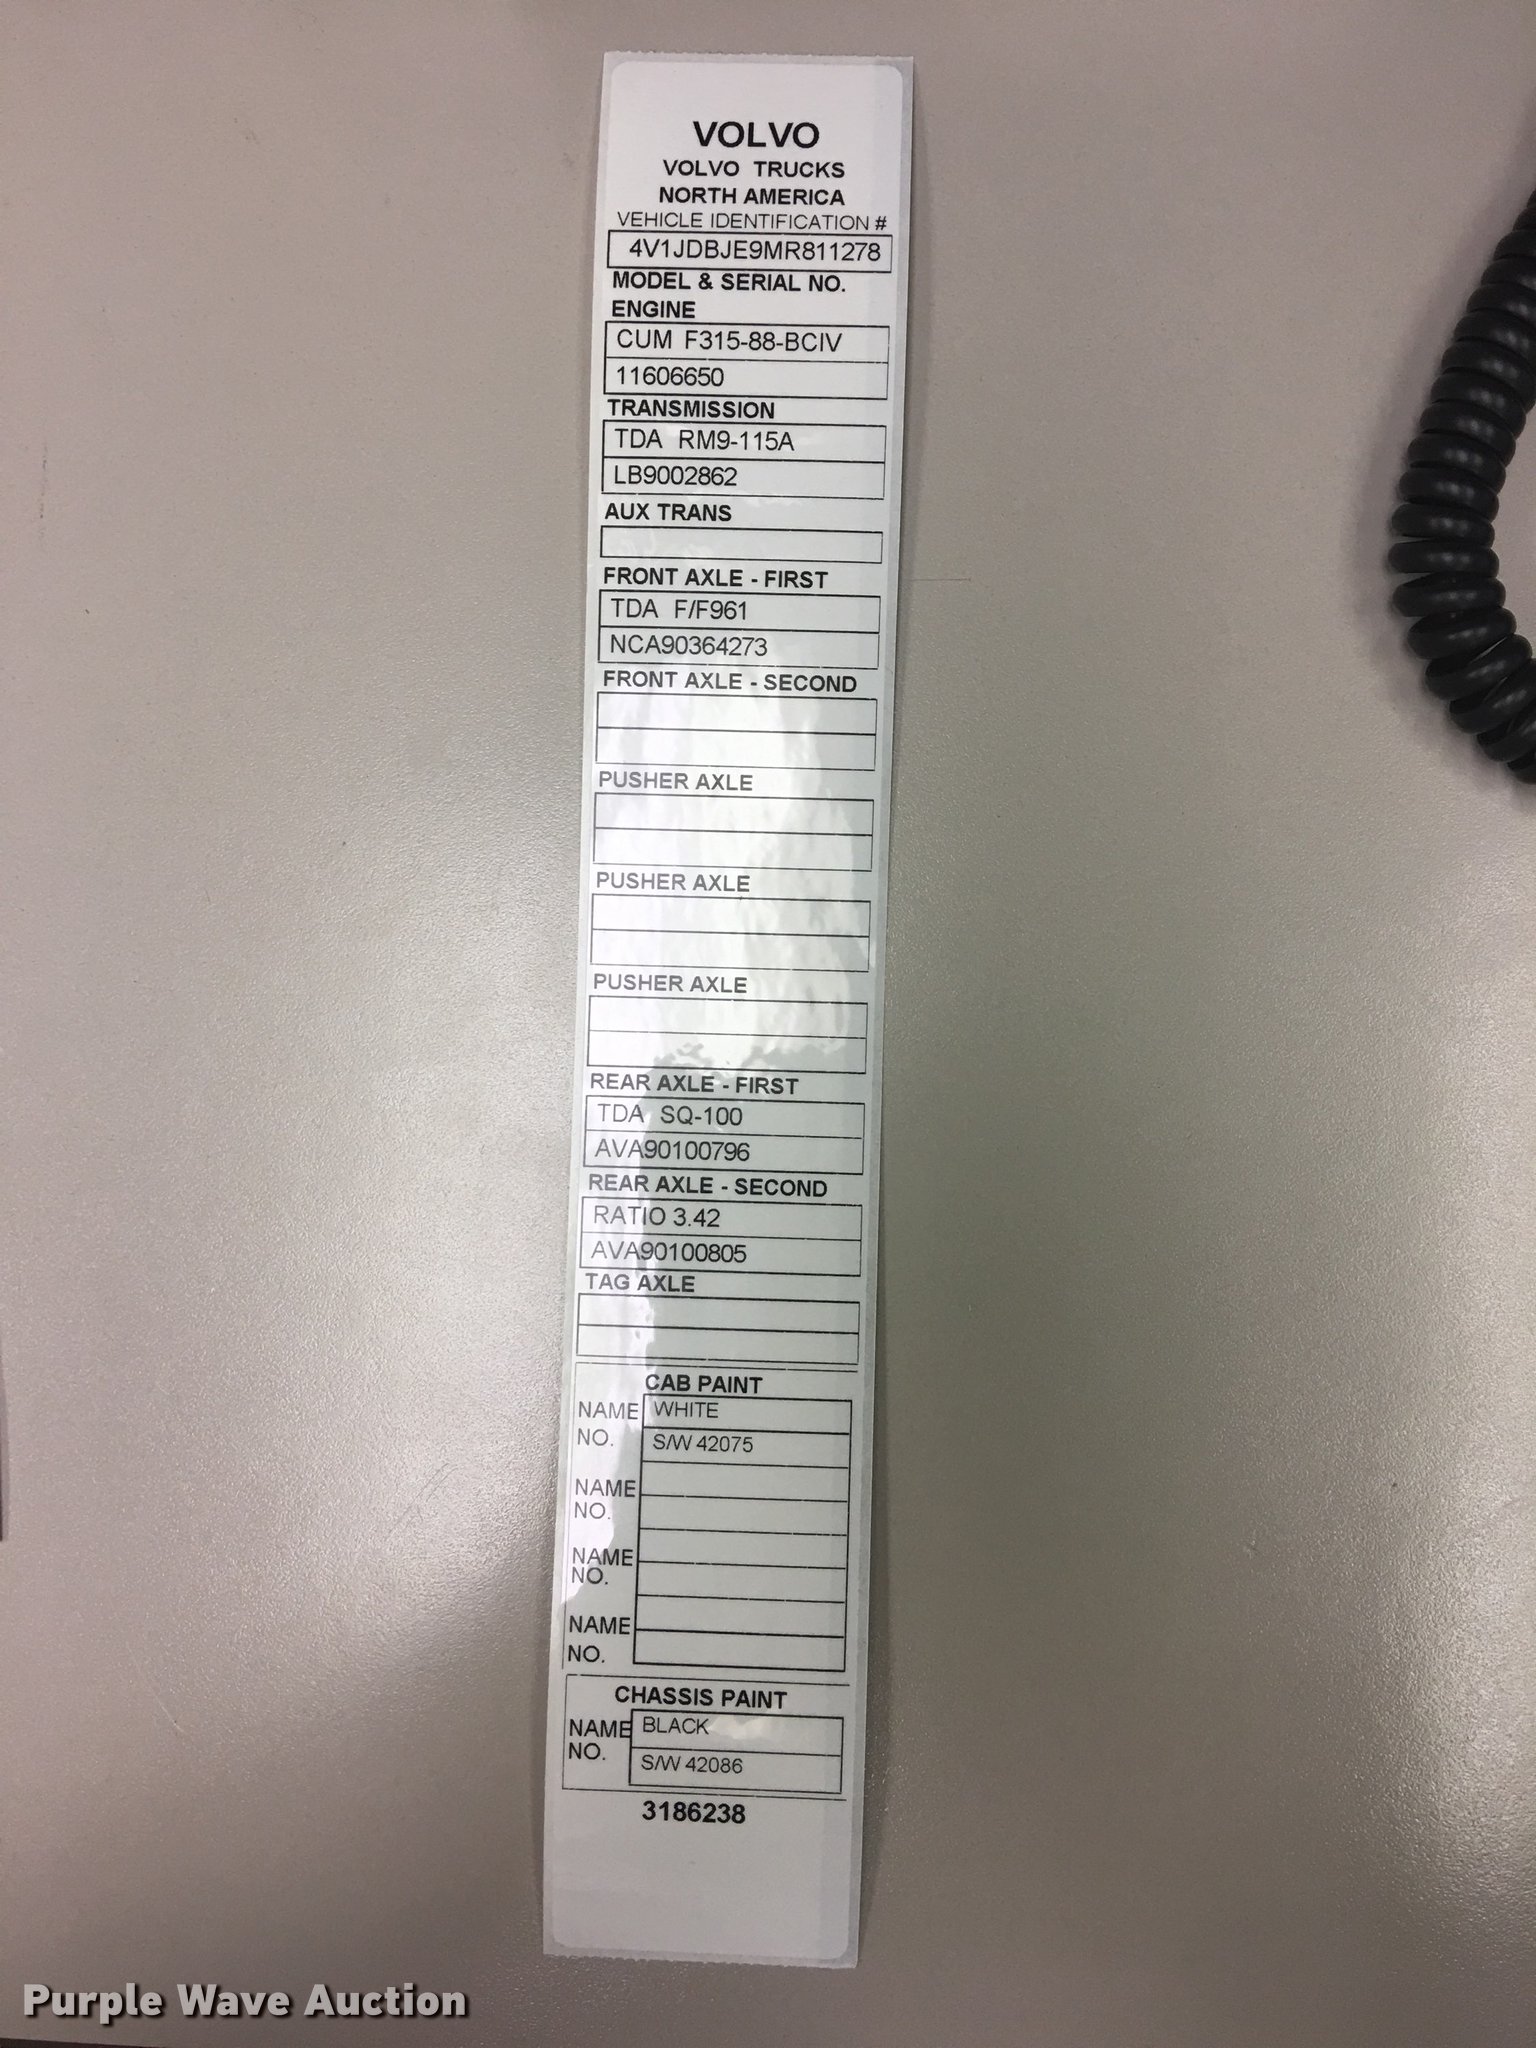 VOLVO
VOLVO TRUCKS
NORTH AMERICA
VEHICLE IDENTIFICATION #
4V1JDBJE9MR811278
MODEL & SERIAL NO.
ENGINE
CUM F315-88-BCIV
11606650
TRANSMISSION
TDA RM9-115A
LB9002862
AUX TRANS
FRONT AXLE - FIRST
TDA F/F961
NCA90364273
FRONT AXLE - SECOND
PUSHER AXLE
PUSHER AXLE
PUSHER AXLE
REAR AXLE - FIRST
TDA SQ-100
AVA90100796
REAR AXLE - SECOND
RATIO 3.42
AVA90100805
TAG AXLE
CAB PAINT
NAME WHITE
NO. S/W 42075
NAME
NO.
NAME
NO.
NAME
NO.
CHASSIS PAINT
NAME BLACK
NO. S/W 42086
3186238
Purple Wave Auction